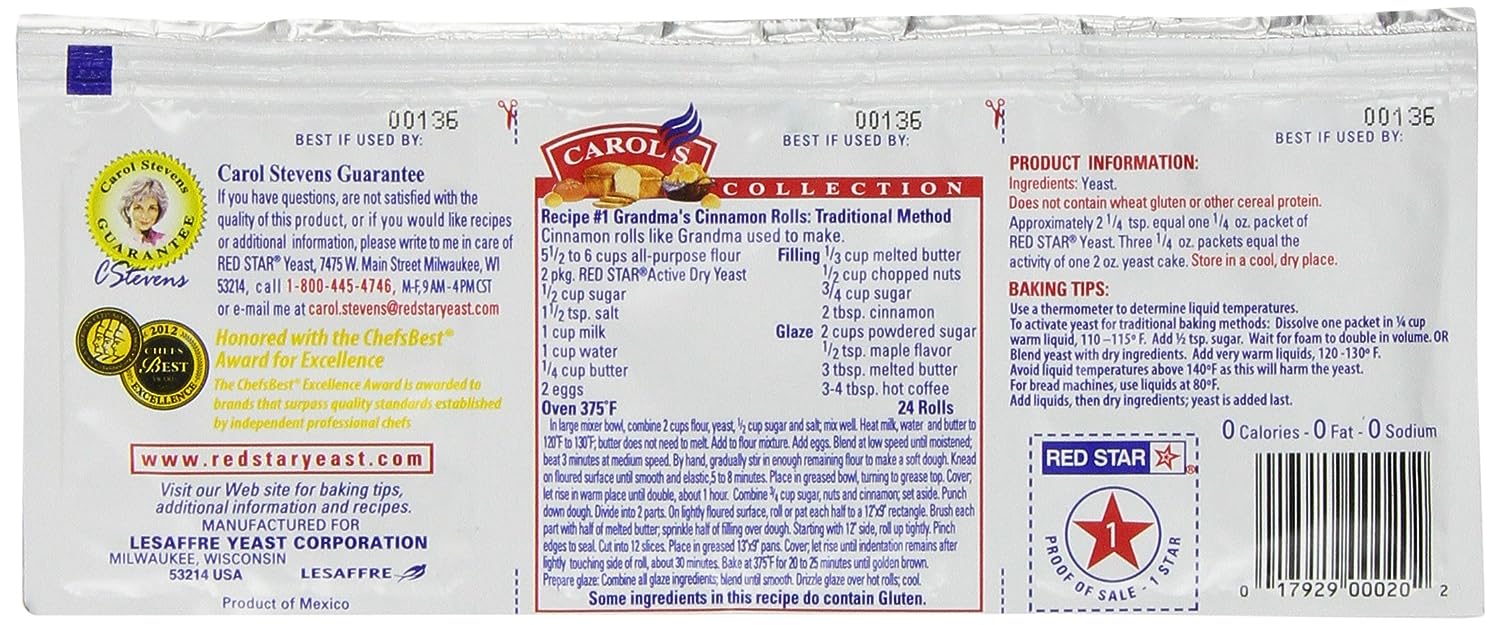 00136
BEST IF USED BY:
Carol Stevens
GUARANTEE
CStevens
Carol Stevens Guarantee
If you have questions, are not satisfied with the
quality of this product, or if you would like recipes
or additional information, please write to me in care of
RED STAR® Yeast, 7475 W. Main Street Milwaukee, WI
53214, call 1-800-445-4746, M-F, 9 AM - 4 PM CST
or e-mail me at carol.stevens@redstaryeast.com
2012
CHEFS
BEST
EXCELLENCE
Honored with the ChefsBest®
Award for Excellence
The ChefsBest® Excellence Award is awarded to
brands that surpass quality standards established
by independent professional chefs
www.redstaryeast.com
Visit our Web site for baking tips,
additional information and recipes.
MANUFACTURED FOR
LESAFFRE YEAST CORPORATION
MILWAUKEE, WISCONSIN
53214 USA
LESAFFRE
Product of Mexico
00136
BEST IF USED BY:
CAROL'S
COLLECTION
Recipe #1 Grandma's Cinnamon Rolls: Traditional Method
Cinnamon rolls like Grandma used to make.
5 1/2 to 6 cups all-purpose flour
2 pkg. RED STAR® Active Dry Yeast
1/2 cup sugar
1 1/2 tsp. salt
1 cup milk
1 cup water
1/4 cup butter
2 eggs
Filling 1/3 cup melted butter
1/2 cup chopped nuts
3/4 cup sugar
2 tbsp. cinnamon
Glaze 2 cups powdered sugar
1/2 tsp. maple flavor
3 tbsp. melted butter
3-4 tbsp. hot coffee
Oven 375°F 24 Rolls
In large mixer bowl, combine 2 cups flour, yeast, 1/2 cup sugar and salt; mix well. Heat milk, water and butter to
120°F to 130°F; butter does not need to melt. Add to flour mixture. Add eggs. Blend at low speed until moistened;
beat 3 minutes at medium speed. By hand, gradually stir in enough remaining flour to make a soft dough. Knead
on floured surface until smooth and elastic, 5 to 8 minutes. Place in greased bowl, turning to grease top. Cover;
let rise in warm place until double, about 1 hour. Combine 3/4 cup sugar, nuts and cinnamon; set aside. Punch
down dough. Divide into 2 parts. On lightly floured surface, roll or pat each half to a 12"x9" rectangle. Brush each
part with half of melted butter; sprinkle half of filling over dough. Starting with 12" side, roll up tightly. Pinch
edges to seal. Cut into 12 slices. Place in greased 13"x9" pans. Cover; let rise until indentation remains after
lightly touching side of roll, about 30 minutes. Bake at 375°F for 20 to 25 minutes until golden brown.
Prepare glaze: Combine all glaze ingredients; blend until smooth. Drizzle glaze over hot rolls; cool.
Some ingredients in this recipe do contain Gluten.
00136
BEST IF USED BY:
PRODUCT INFORMATION:
Ingredients: Yeast.
Does not contain wheat gluten or other cereal protein.
Approximately 2 1/4 tsp. equal one 1/4 oz. packet of
RED STAR® Yeast. Three 1/4 oz. packets equal the
activity of one 2 oz. yeast cake. Store in a cool, dry place.
BAKING TIPS:
Use a thermometer to determine liquid temperatures.
To activate yeast for traditional baking methods: Dissolve one packet in ¼ cup
warm liquid, 110 –115° F. Add ½ tsp. sugar. Wait for foam to double in volume. OR
Blend yeast with dry ingredients. Add very warm liquids, 120 -130° F.
Avoid liquid temperatures above 140°F as this will harm the yeast.
For bread machines, use liquids at 80°F.
Add liquids, then dry ingredients; yeast is added last.
0 Calories - 0 Fat - 0 Sodium
RED STAR ®
1
PROOF OF SALE - 1 STAR
0 17929 00020 2